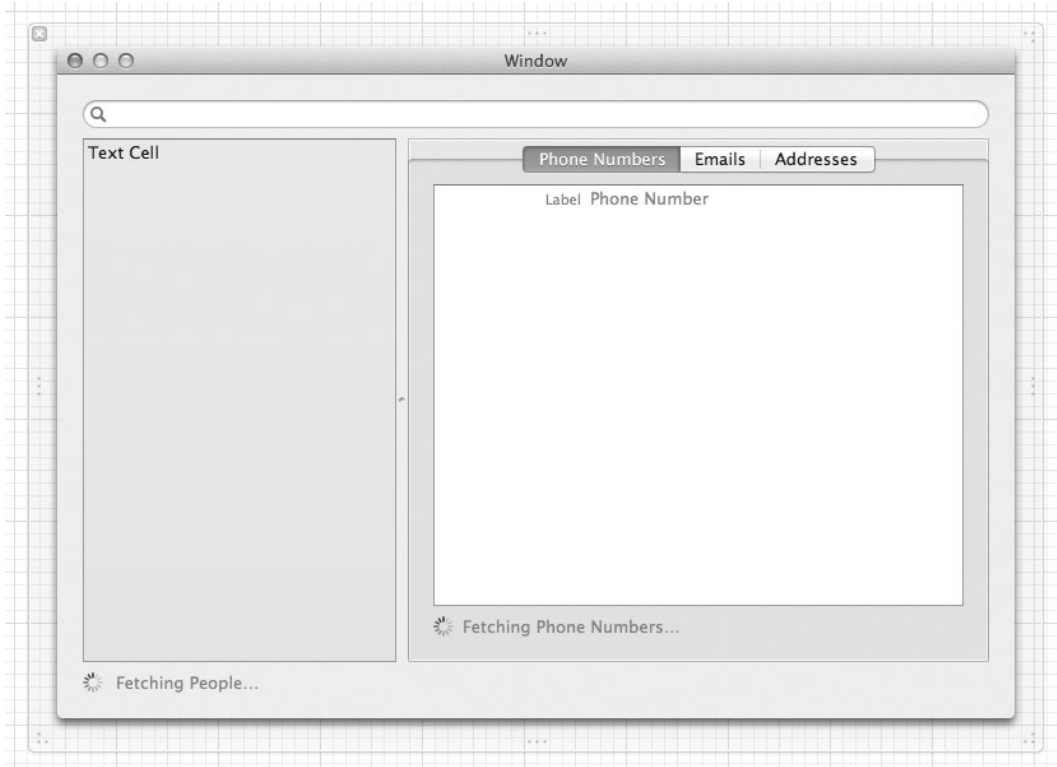 Window
Text Cell
Phone Numbers Emails Addresses
Label Phone Number
Fetching Phone Numbers...
Fetching People...